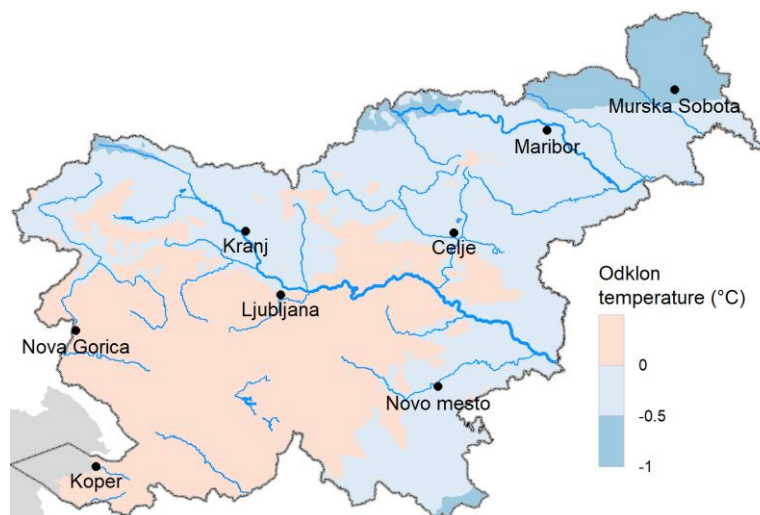 Murska Sobota
Maribor
Kranj
Celje
Odklon
temperature (°C)
Ljubljana
0
Nova Gorica
-0.5
Novo mesto
-1
Koper